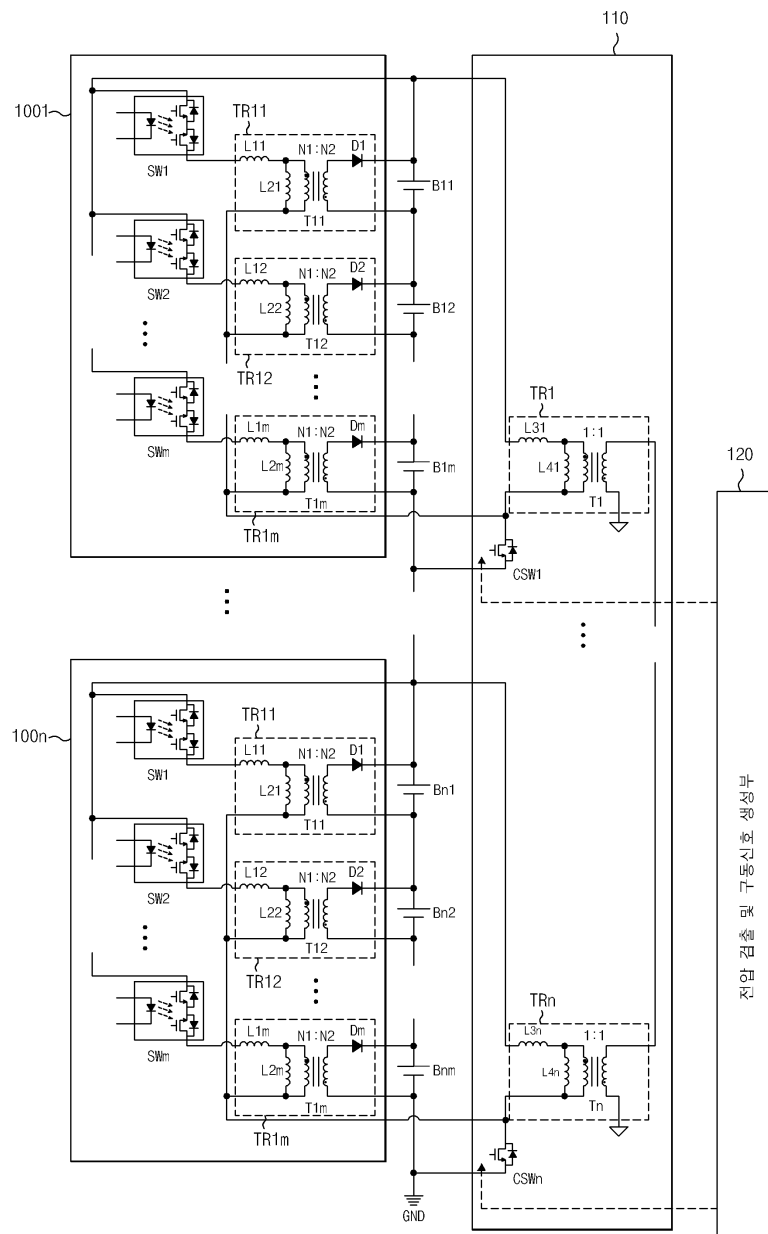 110
1001
TR11
L11
N1:N2
D1
SW1
L21
B11
T11
L12
N1:N2
D2
SW2
L22
B12
T12
TR12
TR1
L1m
N1:N2
Dm
L31
1:1
SWm
L2m
B1m
L41
120
T1m
T1
TR1m
CSW1
TR11
100n
L11
N1:N2
D1
SW1
L21
Bn1
T11
전압 검출 및 구동신호 생성부
L12
N1:N2
D2
SW2
L22
Bn2
T12
TR12
TRn
L1m
N1:N2
Dm
L3n
1:1
SWm
L2m
Bnm
L4n
T1m
Tn
TR1m
CSWn
GND